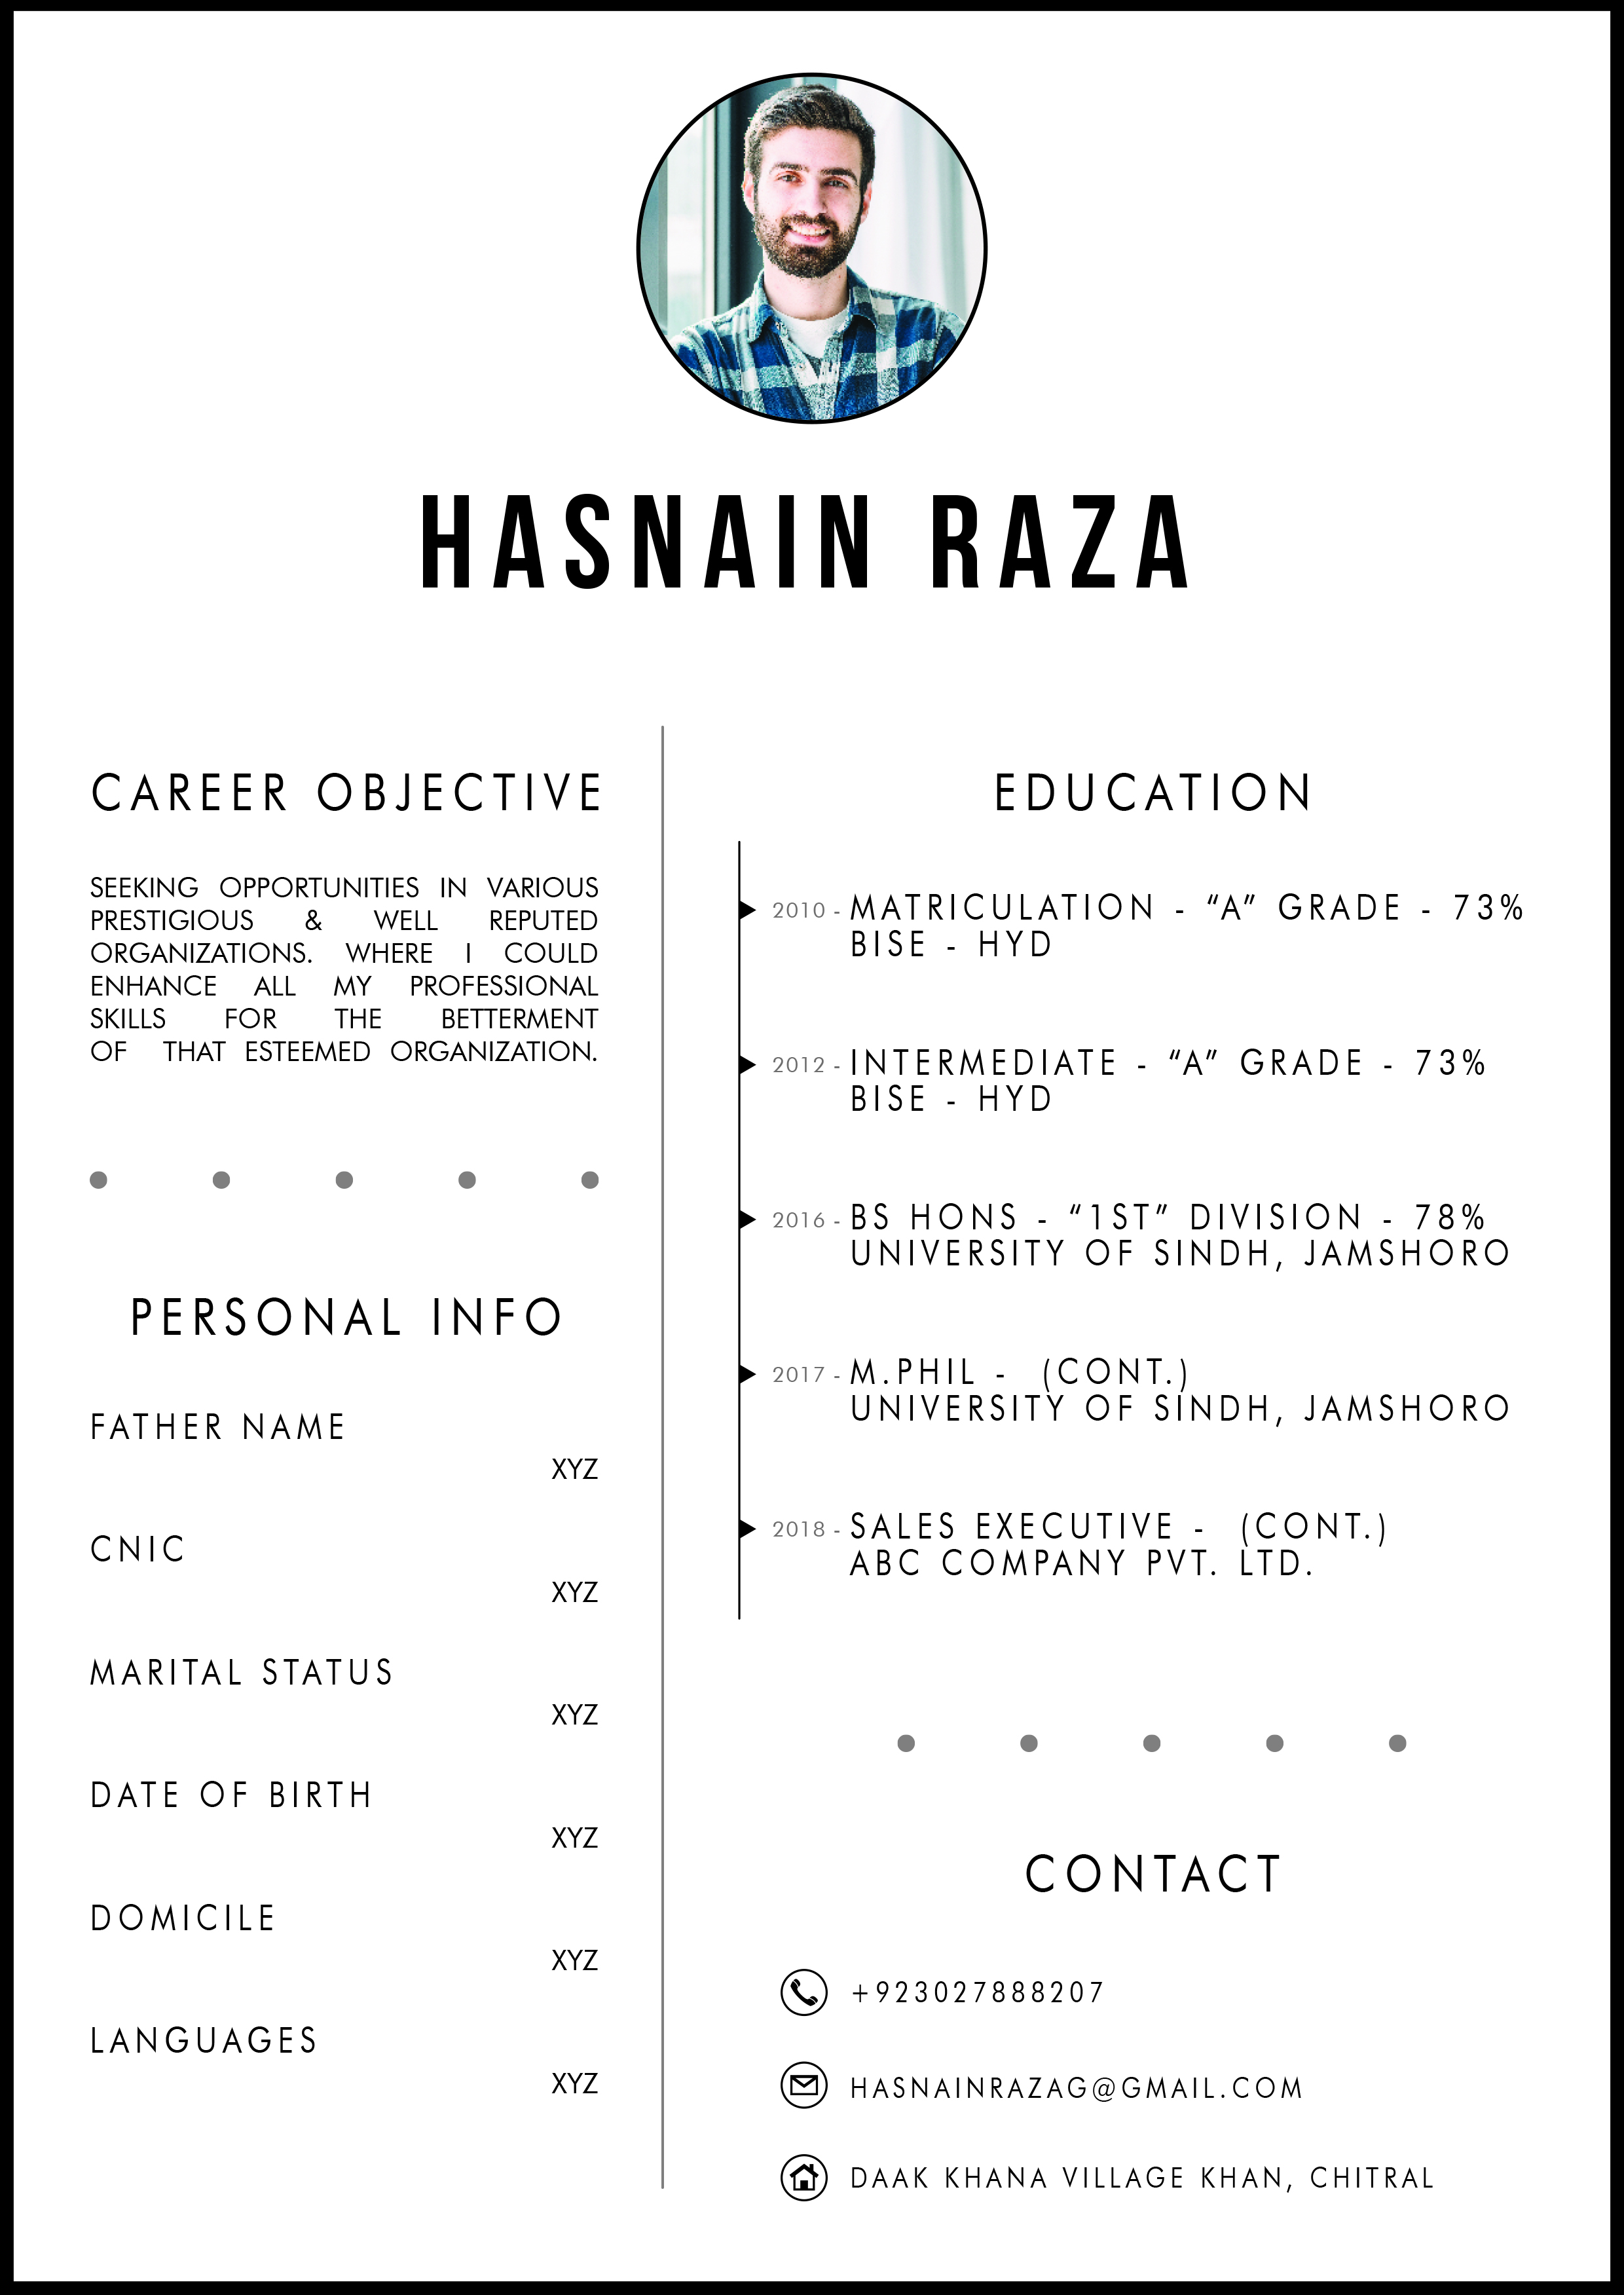 HASNAIN RAZA
CAREER OBJECTIVE
SEEKING OPPORTUNITIES IN VARIOUS
PRESTIGIOUS & WELL REPUTED
ORGANIZATIONS. WHERE I COULD
ENHANCE ALL MY PROFESSIONAL
SKILLS FOR THE BETTERMENT
OF THAT ESTEEMED ORGANIZATION.
PERSONAL INFO
FATHER NAME
XYZ
CNIC
XYZ
MARITAL STATUS
XYZ
DATE OF BIRTH
XYZ
DOMICILE
XYZ
LANGUAGES
XYZ
EDUCATION
2010 - MATRICULATION - “A” GRADE - 73%
BISE - HYD
2012 - INTERMEDIATE - “A” GRADE - 73%
BISE - HYD
2016 - BS HONS - “1ST” DIVISION - 78%
UNIVERSITY OF SINDH, JAMSHORO
2017 - M.PHIL - (CONT.)
UNIVERSITY OF SINDH, JAMSHORO
2018 - SALES EXECUTIVE - (CONT.)
ABC COMPANY PVT. LTD.
CONTACT
+923027888207
HASNAINRAZAG@GMAIL.COM
DAAK KHANA VILLAGE KHAN, CHITRAL